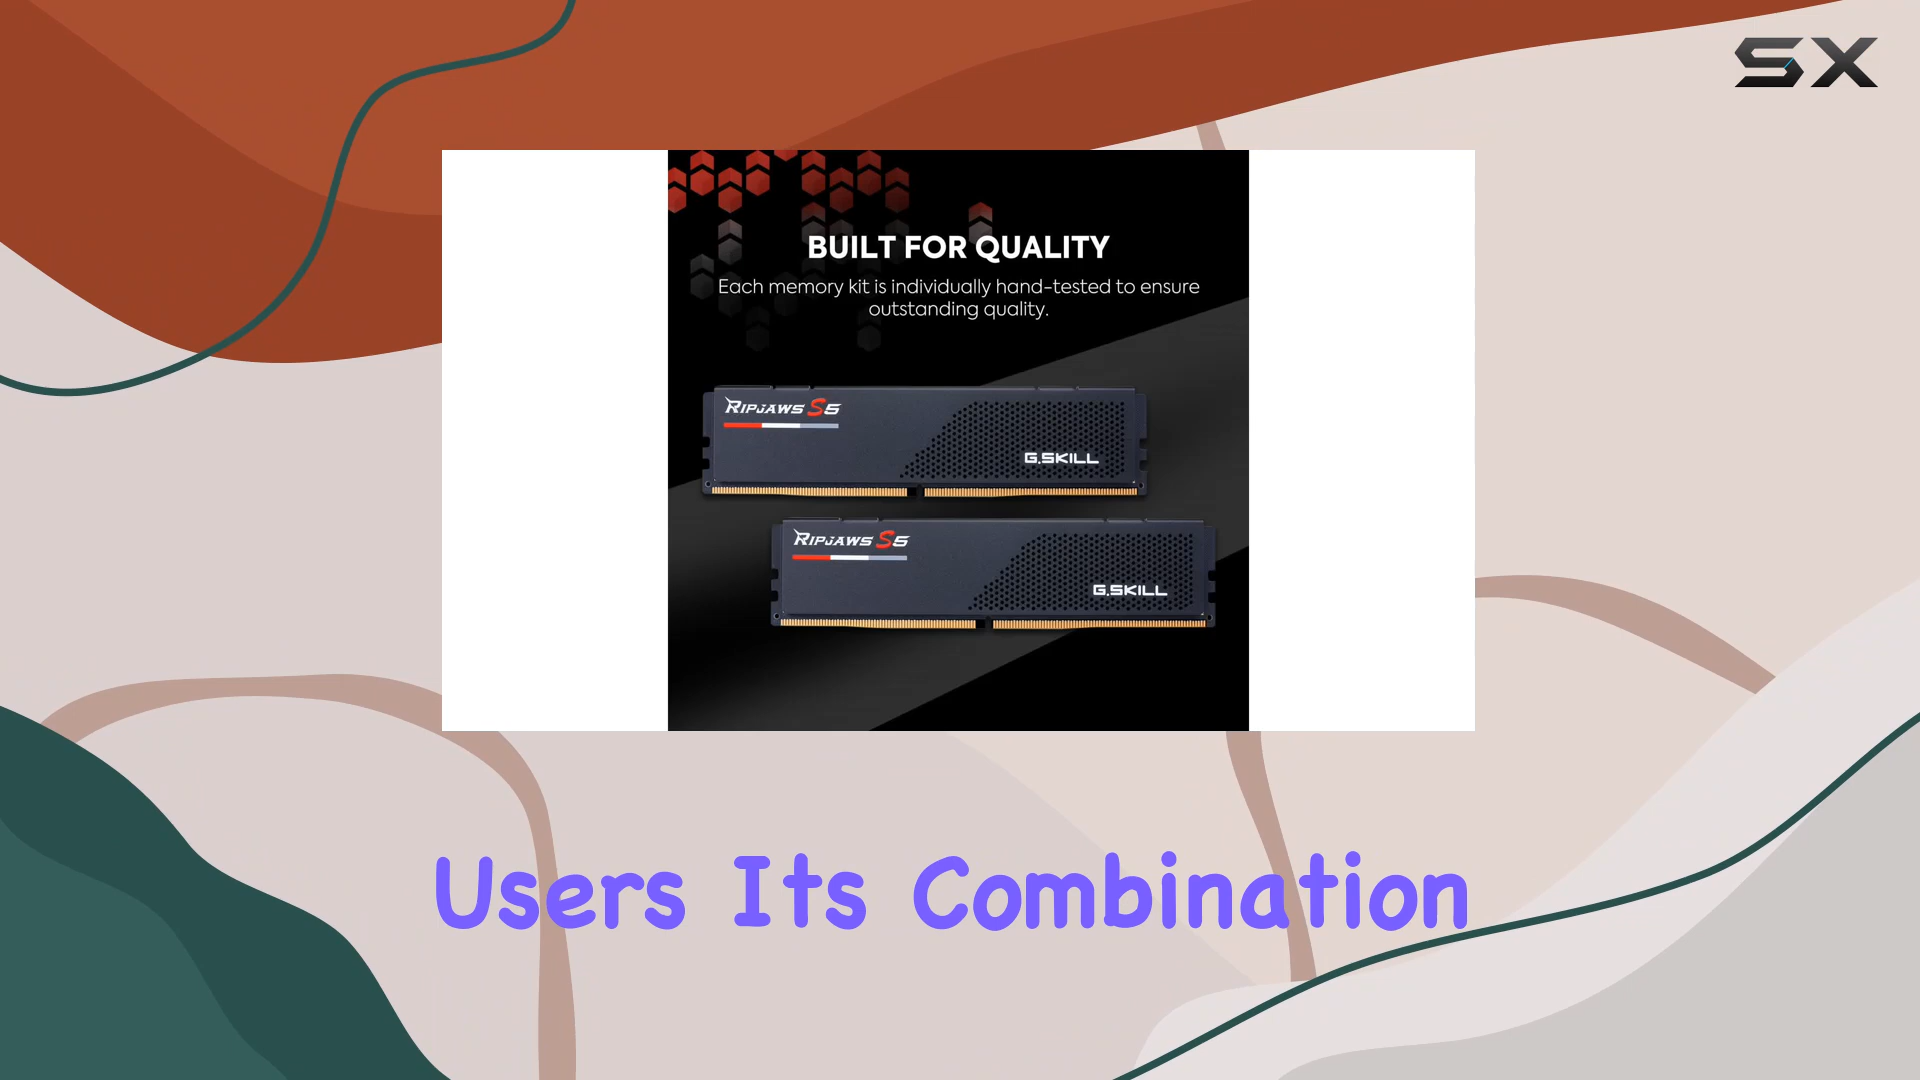 SX
BUILT FOR QUALITY
Each memory kit is individually hand-tested to ensure
outstanding quality.
RIPJAWS S5
G.SKILL
RIPJAWS S5
G.SKILL
Users Its Combination